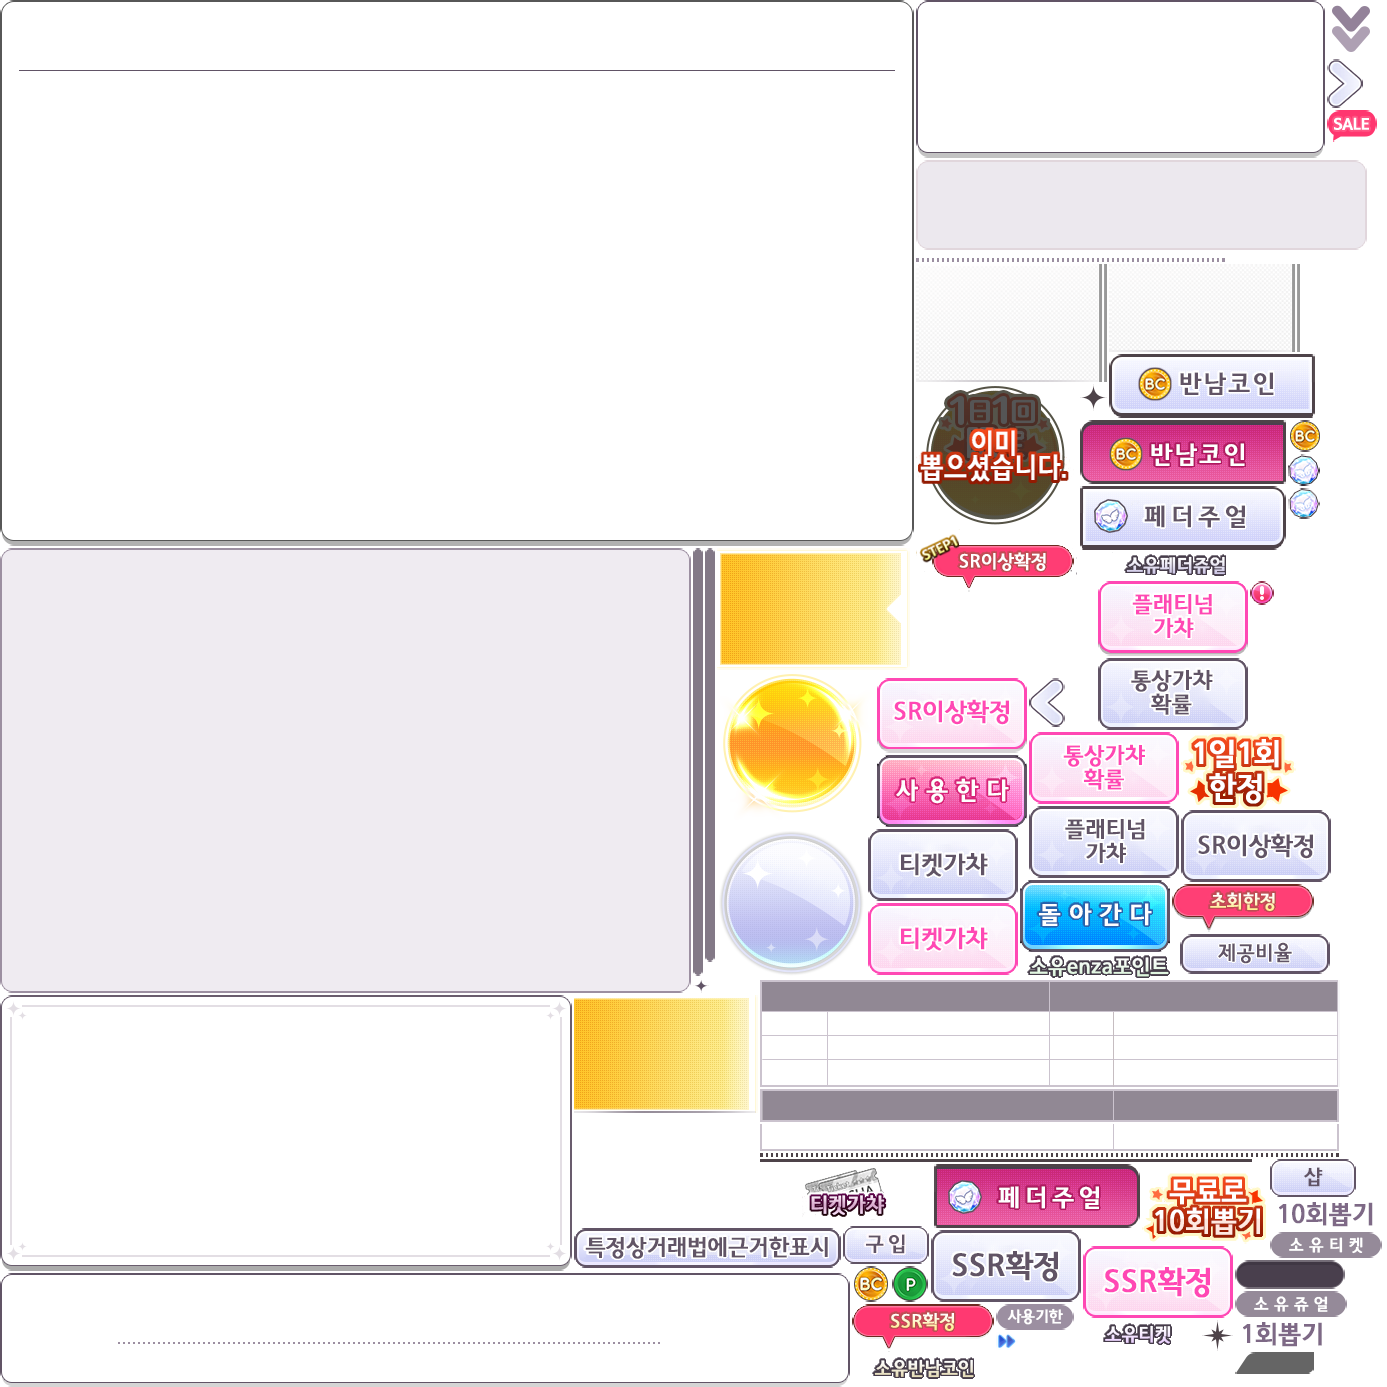 SALE
BC 반남코인
1日1回
이미
뽑으셨습니다.
BC 반남코인
BC
페더주얼
STEP1
SR이상확정
소유페더쥬얼
플래티넘
가챠
통상가챠
확률
SR이상확정
통상가챠
확률
1일1회
한정
사용한다
플래티넘
가챠
SR이상확정
티켓가챠
돌아간다
초회한정
티켓가챠
제공비율
소유enza포인트
티켓가챠
페더주얼
무료로
10회뽑기
샵
10회뽑기
소유티켓
특정상거래법에근거한표시
구입
SSR확정
SSR확정
BC
P
소유쥬얼
SSR확정
사용기한
소유티켓
1회뽑기
소유반남코인